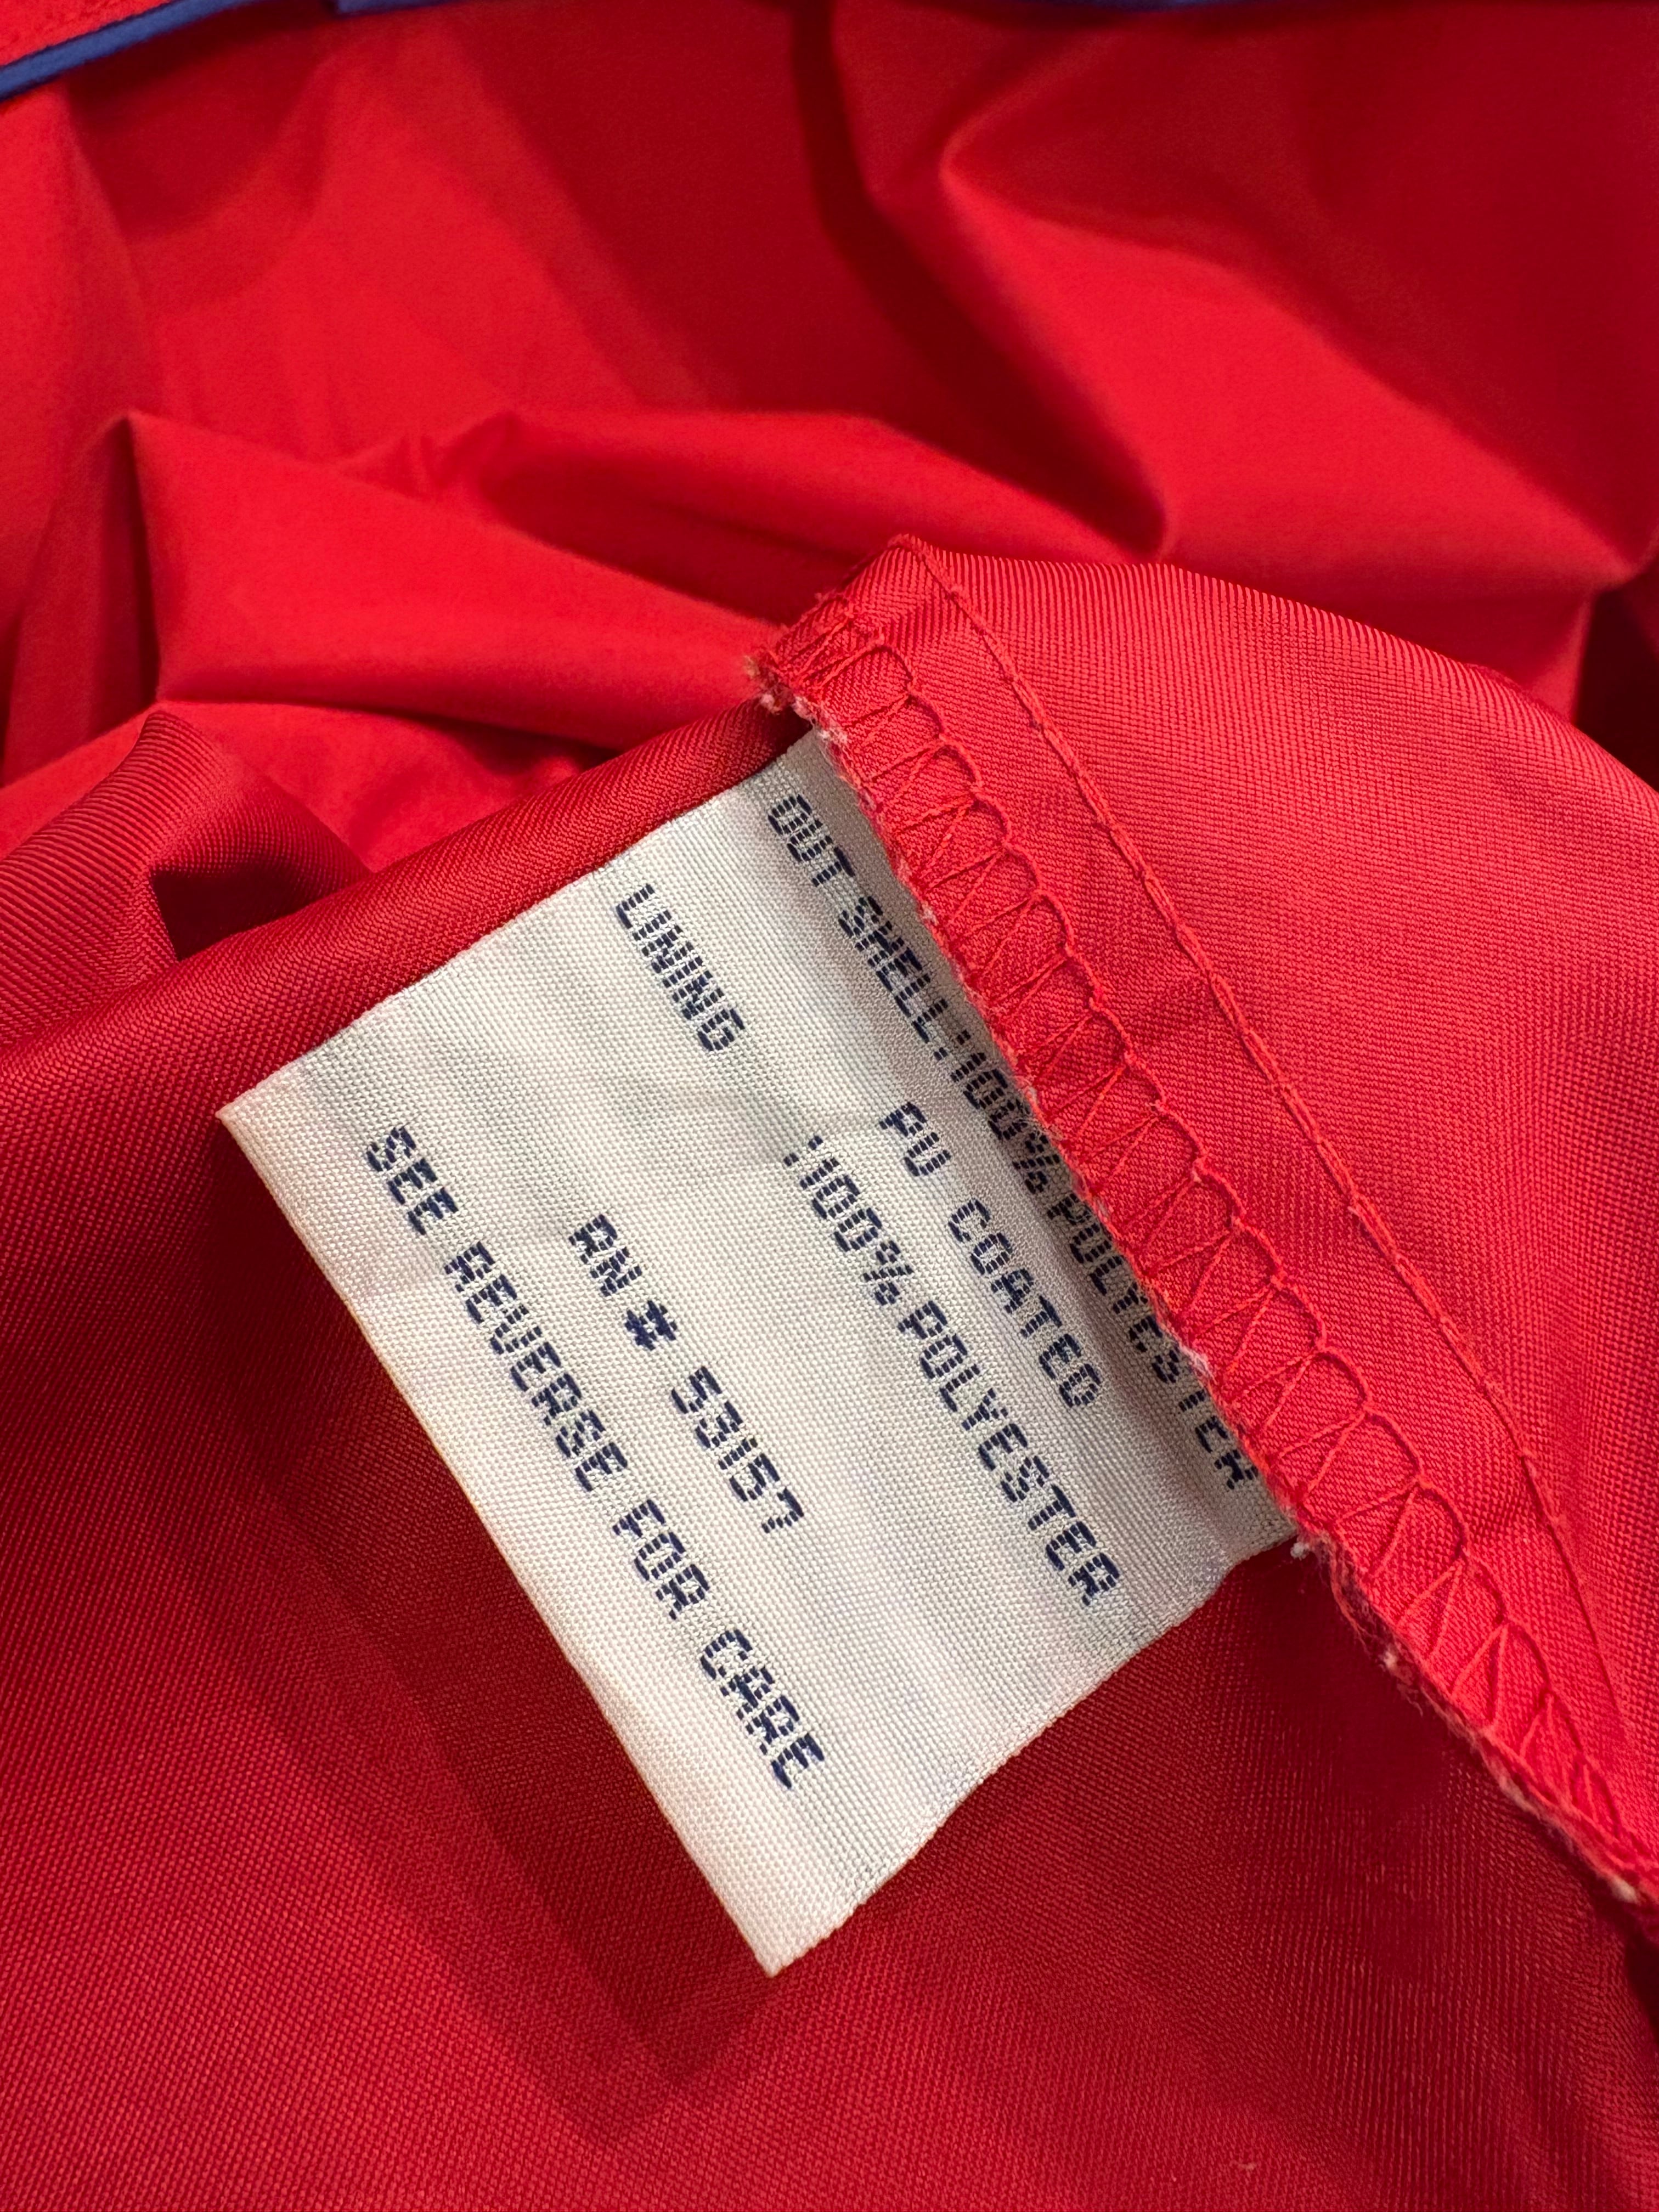 OUT SHELL:100% POLYESTER
PU COATED
LINING :100% POLYESTER
RN # 53157
SEE REVERSE FOR CARE